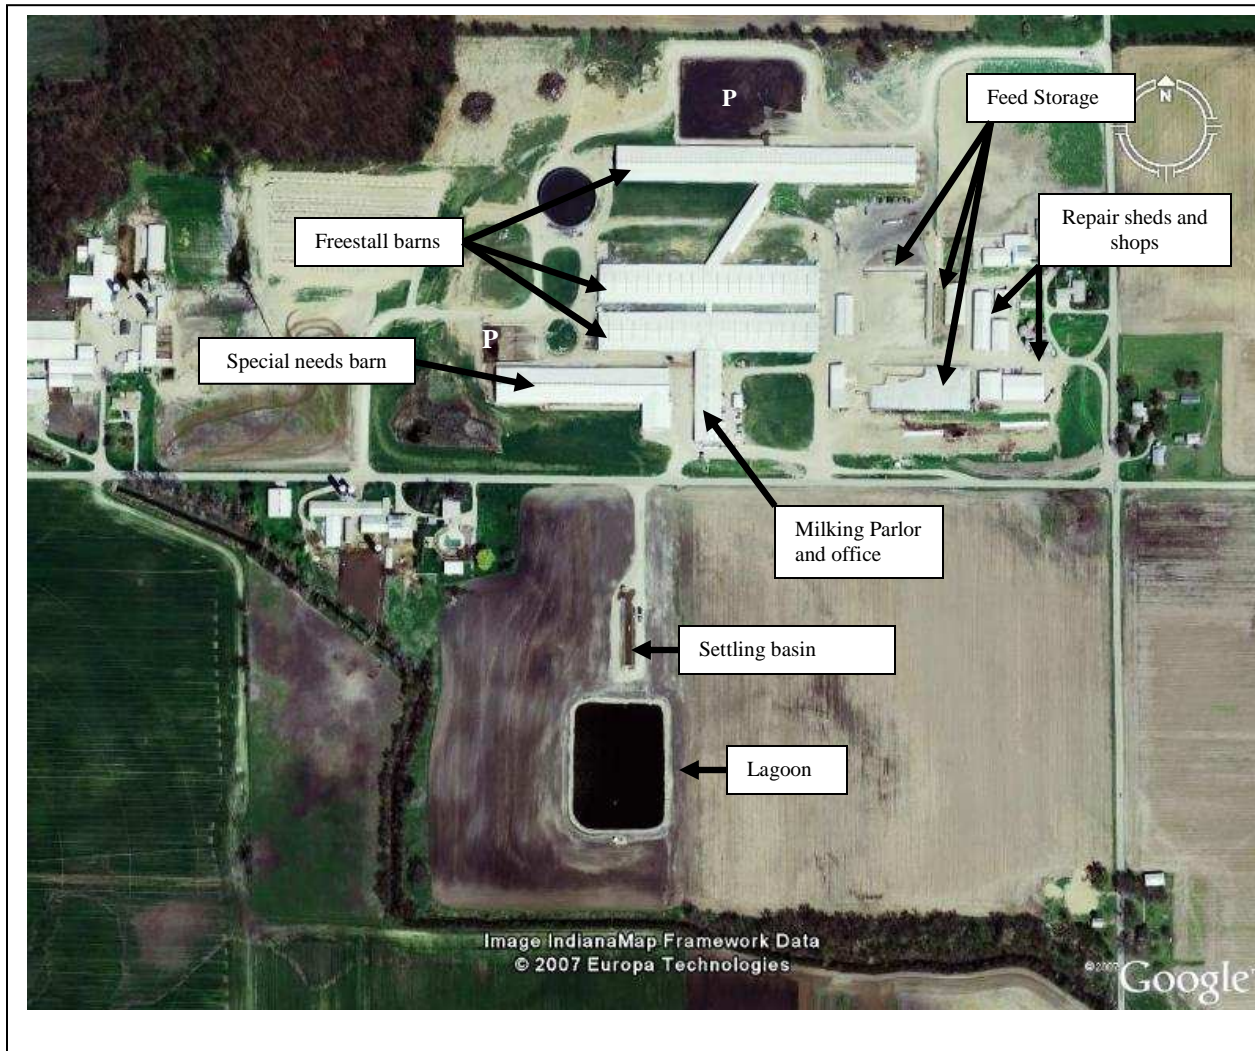 P
Feed Storage
N
Repair sheds and
shops
Freestall barns
P
Special needs barn
Milking Parlor
and office
Settling basin
Lagoon
Image IndianaMap Framework Data
© 2007 Europa Technologies
©2007 Google